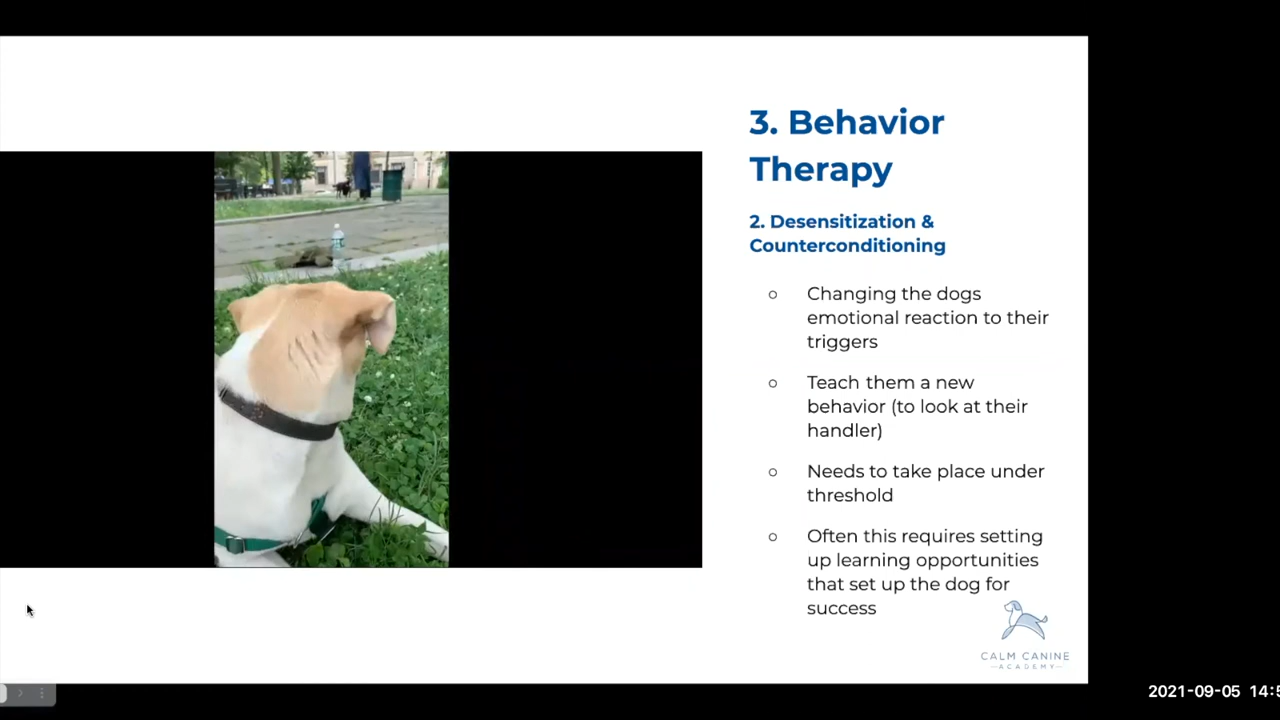 3. Behavior
Therapy
2. Desensitization &
Counterconditioning
○ Changing the dogs
emotional reaction to their
triggers
○ Teach them a new
behavior (to look at their
handler)
○ Needs to take place under
threshold
○ Often this requires setting
up learning opportunities
that set up the dog for
success
CALM CANINE
ACADEMY
2021-09-05 14:5